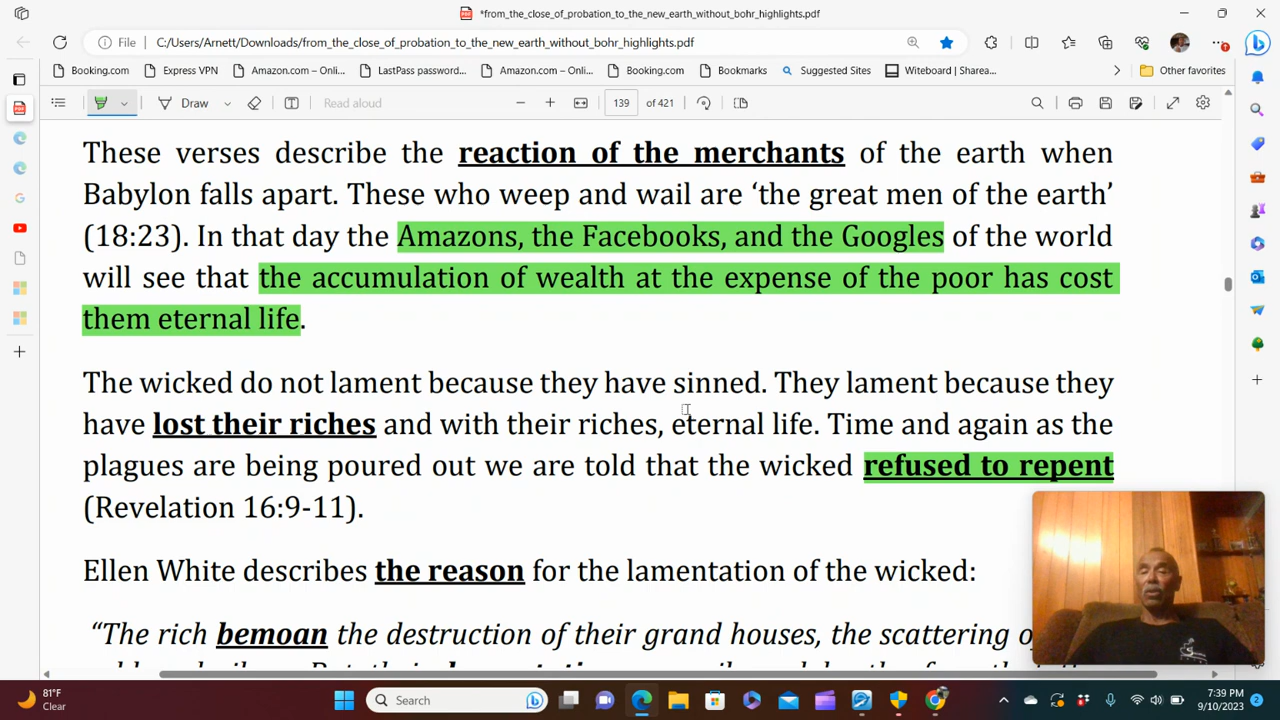 *from_the_close_of_probation_to_the_new_earth_without_bohr_highlights.pdf
File C:/Users/Arnett/Downloads/from_the_close_of_probation_to_the_new_earth_without_bohr_highlights.pdf
Booking.com Express VPN Amazon.com – Onli... LastPass password... Amazon.com – Onli... Booking.com Bookmarks Suggested Sites Witeboard | Sharea... Other favorites
Draw Read aloud 139 of 421
These verses describe the reaction of the merchants of the earth when
Babylon falls apart. These who weep and wail are ‘the great men of the earth’
(18:23). In that day the Amazons, the Facebooks, and the Googles of the world
will see that the accumulation of wealth at the expense of the poor has cost
them eternal life.
The wicked do not lament because they have sinned. They lament because they
have lost their riches and with their riches, eternal life. Time and again as the
plagues are being poured out we are told that the wicked refused to repent
(Revelation 16:9-11).
Ellen White describes the reason for the lamentation of the wicked:
“The rich bemoan the destruction of their grand houses, the scattering
81°F
Clear
Search
7:39 PM
9/10/2023
2